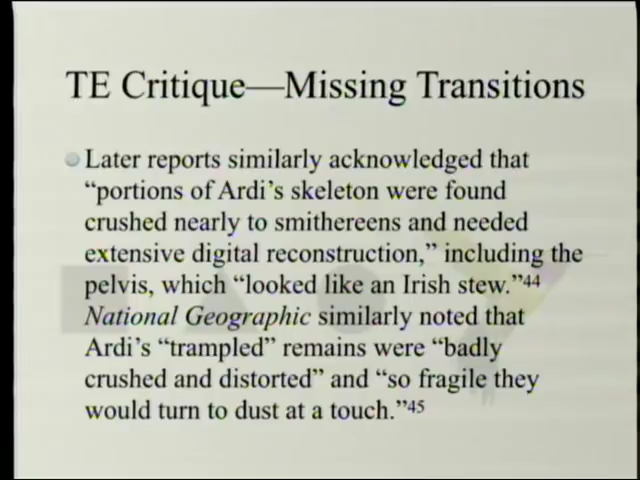 TE Critique—Missing Transitions
Later reports similarly acknowledged that
“portions of Ardi’s skeleton were found
crushed nearly to smithereens and needed
extensive digital reconstruction,” including the
pelvis, which “looked like an Irish stew.”44
National Geographic similarly noted that
Ardi’s “trampled” remains were “badly
crushed and distorted” and “so fragile they
would turn to dust at a touch.”45